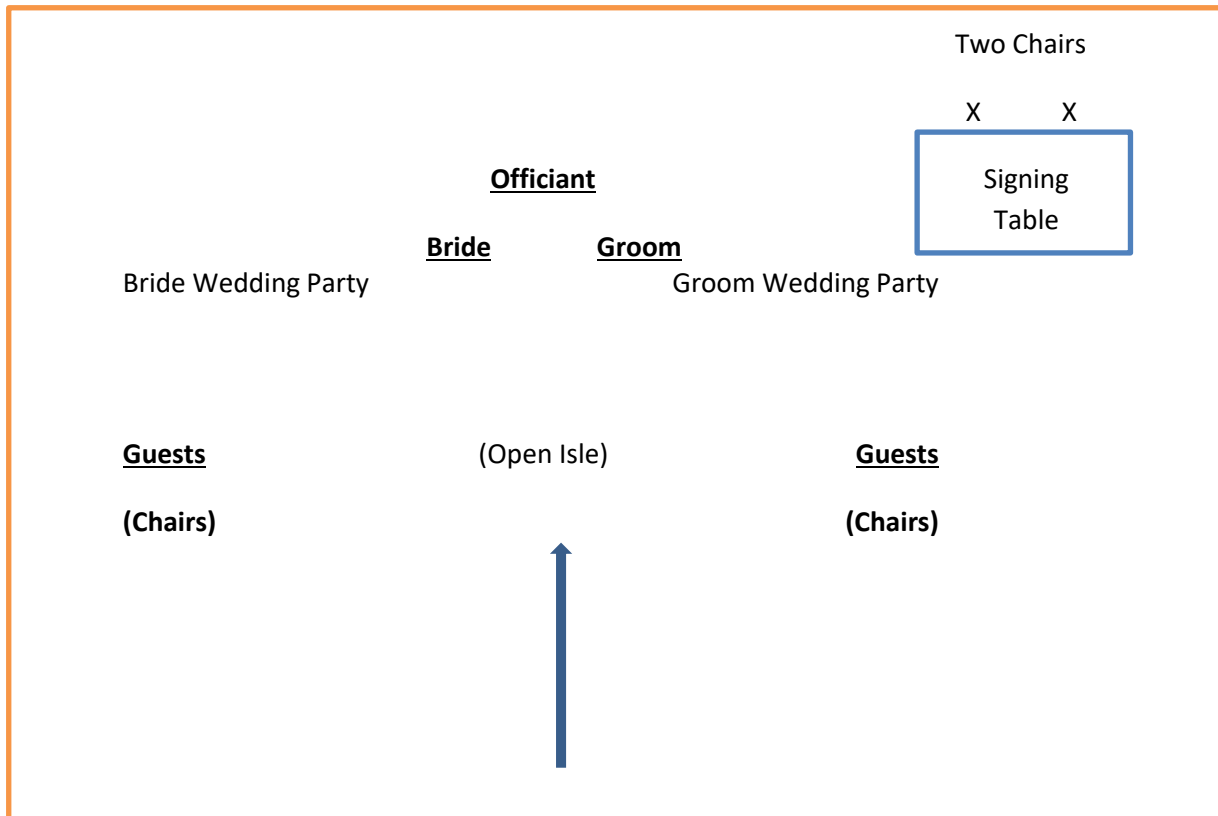 Two Chairs
X X
Signing
Table
Officiant
Bride Groom
Bride Wedding Party Groom Wedding Party
Guests (Open Isle) Guests
(Chairs) (Chairs)